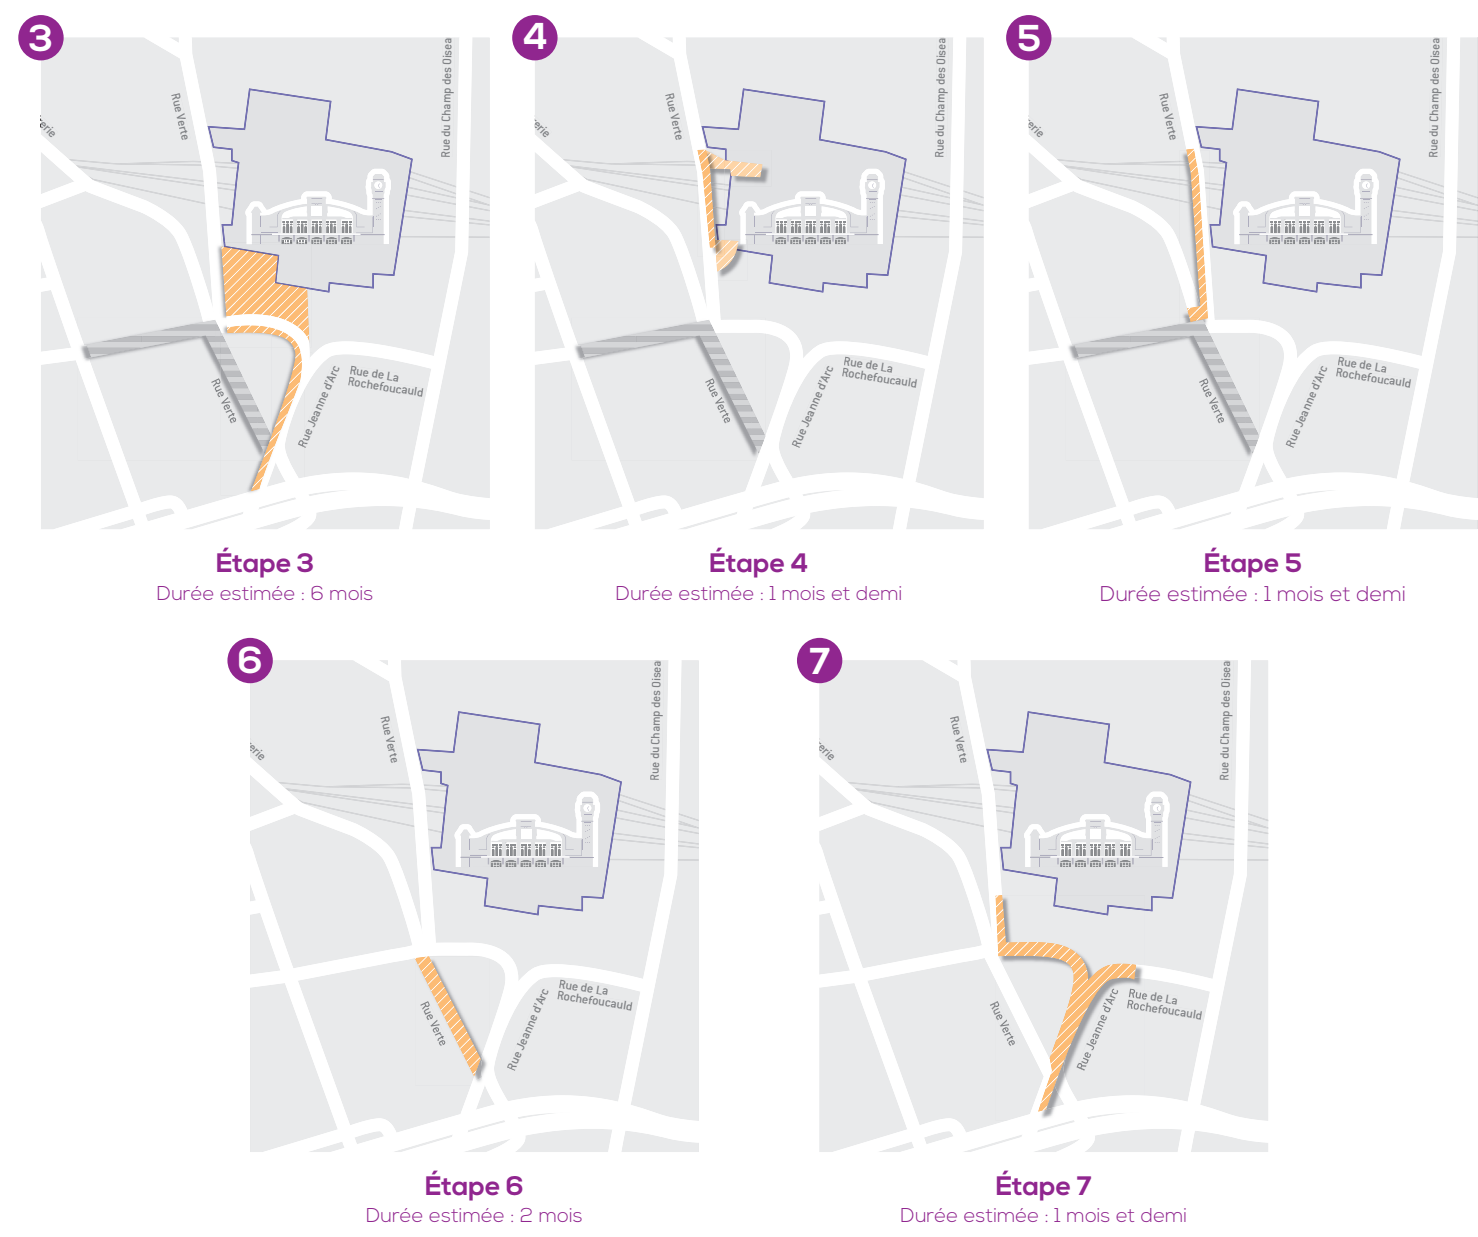 3
Rue Verte
Rue du Champ des Oisea
erie
Rue Verte
Rue Jeanne d'Arc
Rue de La
Rochefoucauld
Étape 3
Durée estimée : 6 mois
4
Rue Verte
Rue du Champ des Oisea
erie
Rue Verte
Rue Jeanne d'Arc
Rue de La
Rochefoucauld
Étape 4
Durée estimée : 1 mois et demi
5
Rue Verte
Rue du Champ des Oisea
erie
Rue Verte
Rue Jeanne d'Arc
Rue de La
Rochefoucauld
Étape 5
Durée estimée : 1 mois et demi
6
Rue Verte
Rue du Champ des Oisea
erie
Rue Verte
Rue Jeanne d'Arc
Rue de La
Rochefoucauld
Étape 6
Durée estimée : 2 mois
7
Rue Verte
Rue du Champ des Oisea
erie
Rue Verte
Rue Jeanne d'Arc
Rue de La
Rochefoucauld
Étape 7
Durée estimée : 1 mois et demi